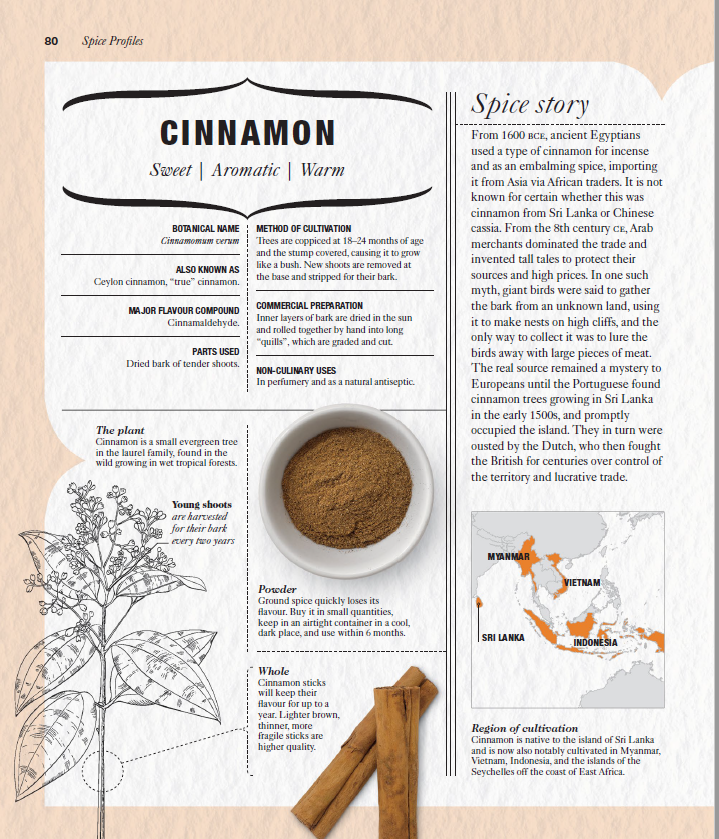 80 Spice Profiles
CINNAMON
Sweet | Aromatic | Warm
BOTANICAL NAME
Cinnamomum verum
ALSO KNOWN AS
Ceylon cinnamon, “true” cinnamon.
MAJOR FLAVOUR COMPOUND
Cinnamaldehyde.
PARTS USED
Dried bark of tender shoots.
METHOD OF CULTIVATION
Trees are coppiced at 18–24 months of age
and the stump covered, causing it to grow
like a bush. New shoots are removed at
the base and stripped for their bark.
COMMERCIAL PREPARATION
Inner layers of bark are dried in the sun
and rolled together by hand into long
“quills”, which are graded and cut.
NON-CULINARY USES
In perfumery and as a natural antiseptic.
The plant
Cinnamon is a small evergreen tree
in the laurel family, found in the
wild growing in wet tropical forests.
Young shoots
are harvested
for their bark
every two years
Powder
Ground spice quickly loses its
flavour. Buy it in small quantities,
keep in an airtight container in a cool,
dark place, and use within 6 months.
Whole
Cinnamon sticks
will keep their
flavour for up to a
year. Lighter brown,
thinner, more
fragile sticks are
higher quality.
Spice story
From 1600 BCE, ancient Egyptians
used a type of cinnamon for incense
and as an embalming spice, importing
it from Asia via African traders. It is not
known for certain whether this was
cinnamon from Sri Lanka or Chinese
cassia. From the 8th century CE, Arab
merchants dominated the trade and
invented tall tales to protect their
sources and high prices. In one such
myth, giant birds were said to gather
the bark from an unknown land, using
it to make nests on high cliffs, and the
only way to collect it was to lure the
birds away with large pieces of meat.
The real source remained a mystery to
Europeans until the Portuguese found
cinnamon trees growing in Sri Lanka
in the early 1500s, and promptly
occupied the island. They in turn were
ousted by the Dutch, who then fought
the British for centuries over control of
the territory and lucrative trade.
MYANMAR
VIETNAM
SRI LANKA
INDONESIA
Region of cultivation
Cinnamon is native to the island of Sri Lanka
and is now also notably cultivated in Myanmar,
Vietnam, Indonesia, and the islands of the
Seychelles off the coast of East Africa.